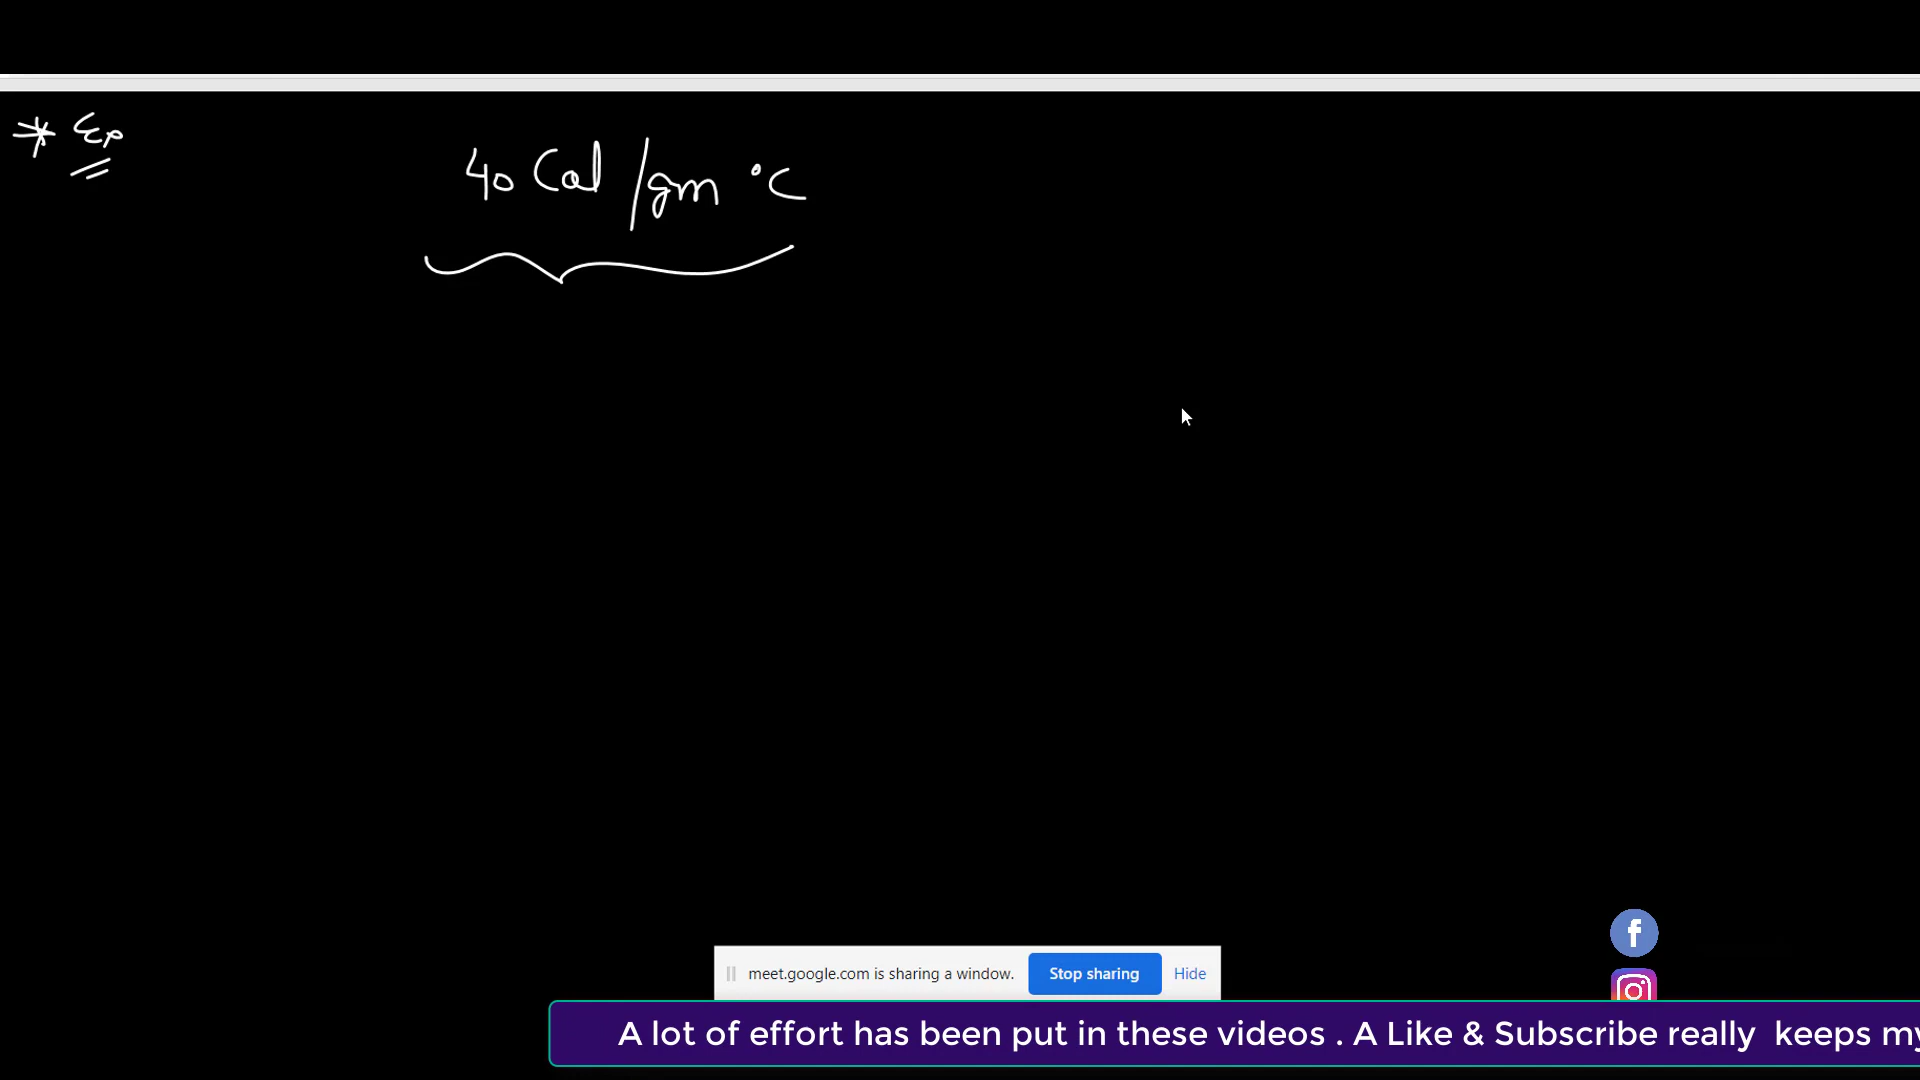 * Ep
40 Cal/gm °C
meet.google.com is sharing a window. Stop sharing Hide
A lot of effort has been put in these videos . A Like & Subscribe really keeps my